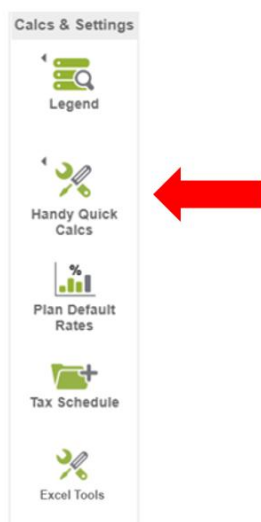 Calcs & Settings
Legend
Handy Quick
Calcs
%
Plan Default
Rates
Tax Schedule
Excel Tools